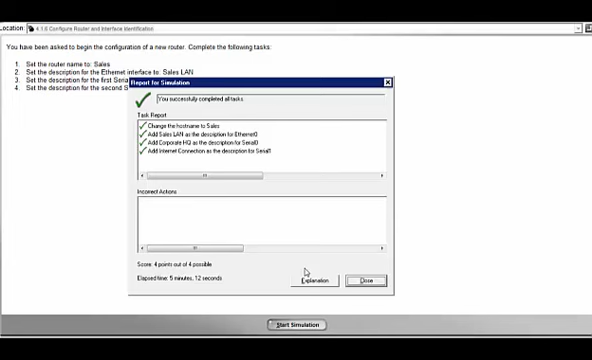 Location: 4.1.6 Configure Router and Interface Identification
You have been asked to begin the configuration of a new router. Complete the following tasks:
1. Set the router name to: Sales
2. Set the description for the Ethernet interface to: Sales LAN
3. Set the description for the first Seria
4. Set the description for the second S
Report for Simulation
You successfully completed all tasks.
Task Report
Change the hostname to Sales
Add Sales LAN as the description for Ethernet0
Add Corporate HQ as the description for Serial0
Add Internet Connection as the description for Serial1
Incorrect Actions
Score: 4 points out of 4 possible
Elapsed time: 5 minutes, 12 seconds
Explanation
Close
Start Simulation